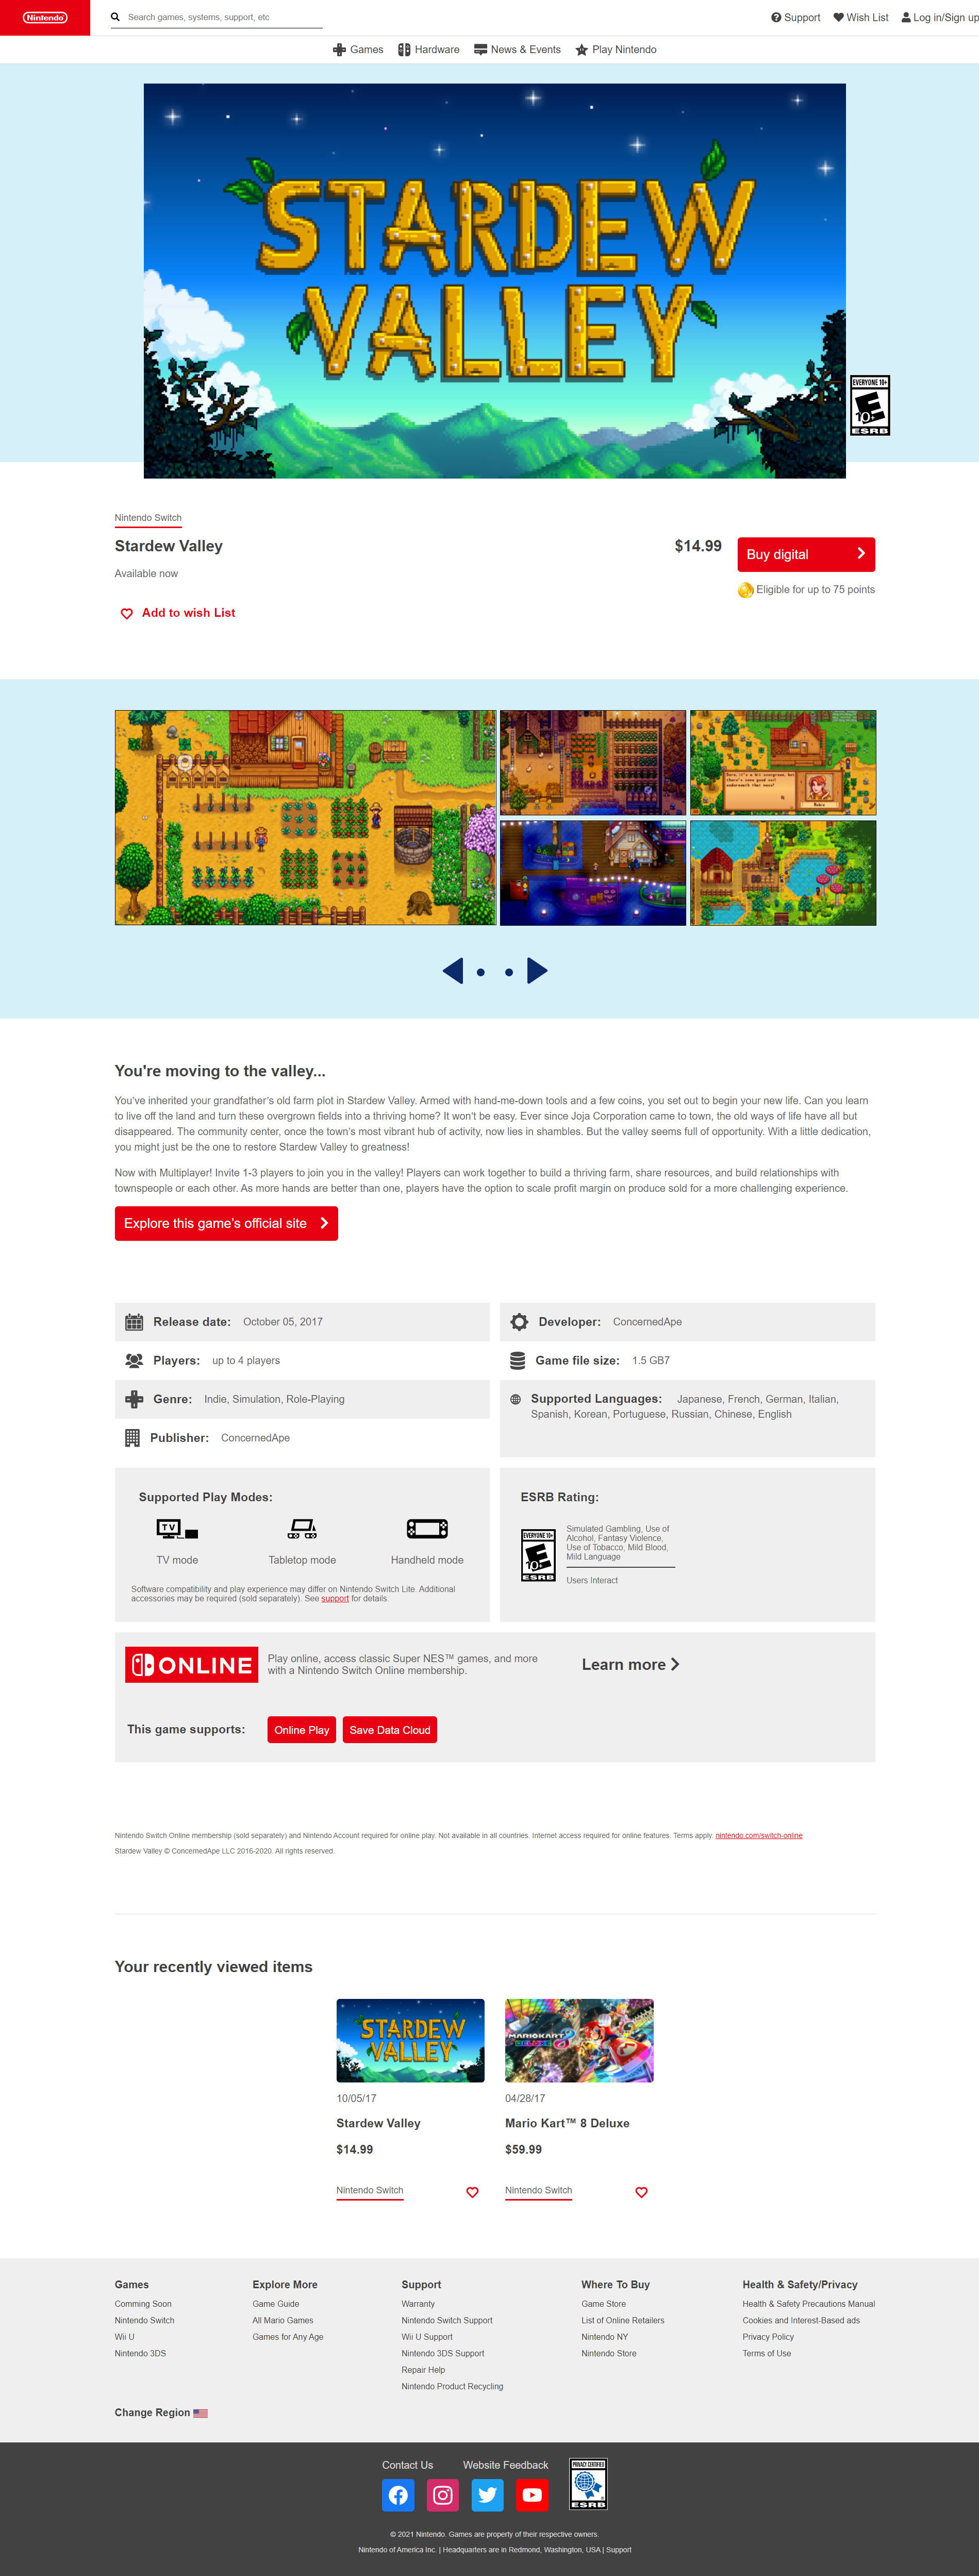 Nintendo
Search games, systems, support, etc
Support
Wish List
Log in/Sign up
Games
Hardware
News & Events
Play Nintendo
STARDEW
VALLEY
EVERYONE 10+
E
10+
ESRB
Nintendo Switch
Stardew Valley
$14.99
Buy digital
Available now
Eligible for up to 75 points
Add to wish List
Robin
You're moving to the valley...
You've inherited your grandfather's old farm plot in Stardew Valley. Armed with hand-me-down tools and a few coins, you set out to begin your new life. Can you learn
to live off the land and turn these overgrown fields into a thriving home? It won't be easy. Ever since Joja Corporation came to town, the old ways of life have all but
disappeared. The community center, once the town's most vibrant hub of activity, now lies in shambles. But the valley seems full of opportunity. With a little dedication,
you might just be the one to restore Stardew Valley to greatness!
Now with Multiplayer! Invite 1-3 players to join you in the valley! Players can work together to build a thriving farm, share resources, and build relationships with
townspeople or each other. As more hands are better than one, players have the option to scale profit margin on produce sold for a more challenging experience.
Explore this game's official site
Release date: October 05, 2017
Developer: ConcernedApe
Players: up to 4 players
Game file size: 1.5 GB7
Genre: Indie, Simulation, Role-Playing
Supported Languages: Japanese, French, German, Italian,
Spanish, Korean, Portuguese, Russian, Chinese, English
Publisher: ConcernedApe
Supported Play Modes:
TV
TV mode
Tabletop mode
Handheld mode
Software compatibility and play experience may differ on Nintendo Switch Lite. Additional
accessories may be required (sold separately). See support for details.
ESRB Rating:
EVERYONE 10+
E
10+
ESRB
Simulated Gambling, Use of
Alcohol, Fantasy Violence,
Use of Tobacco, Mild Blood,
Mild Language
Users Interact
ONLINE
Play online, access classic Super NES™ games, and more
with a Nintendo Switch Online membership.
Learn more
This game supports:
Online Play
Save Data Cloud
Nintendo Switch Online membership (sold separately) and Nintendo Account required for online play. Not available in all countries. Internet access required for online features. Terms apply. nintendo.com/switch-online
Stardew Valley © ConcernedApe LLC 2016-2020. All rights reserved.
Your recently viewed items
STARDEW
VALLEY
MARIOKART 8
DELUXE
10/05/17
04/28/17
Stardew Valley
Mario Kart™ 8 Deluxe
$14.99
$59.99
Nintendo Switch
Nintendo Switch
Games
Comming Soon
Nintendo Switch
Wii U
Nintendo 3DS
Explore More
Game Guide
All Mario Games
Games for Any Age
Support
Warranty
Nintendo Switch Support
Wii U Support
Nintendo 3DS Support
Repair Help
Nintendo Product Recycling
Where To Buy
Game Store
List of Online Retailers
Nintendo NY
Nintendo Store
Health & Safety/Privacy
Health & Safety Precautions Manual
Cookies and Interest-Based ads
Privacy Policy
Terms of Use
Change Region
Contact Us
Website Feedback
PRIVACY CERTIFIED
ESRB
© 2021 Nintendo. Games are property of their respective owners.
Nintendo of America Inc. | Headquarters are in Redmond, Washington, USA | Support